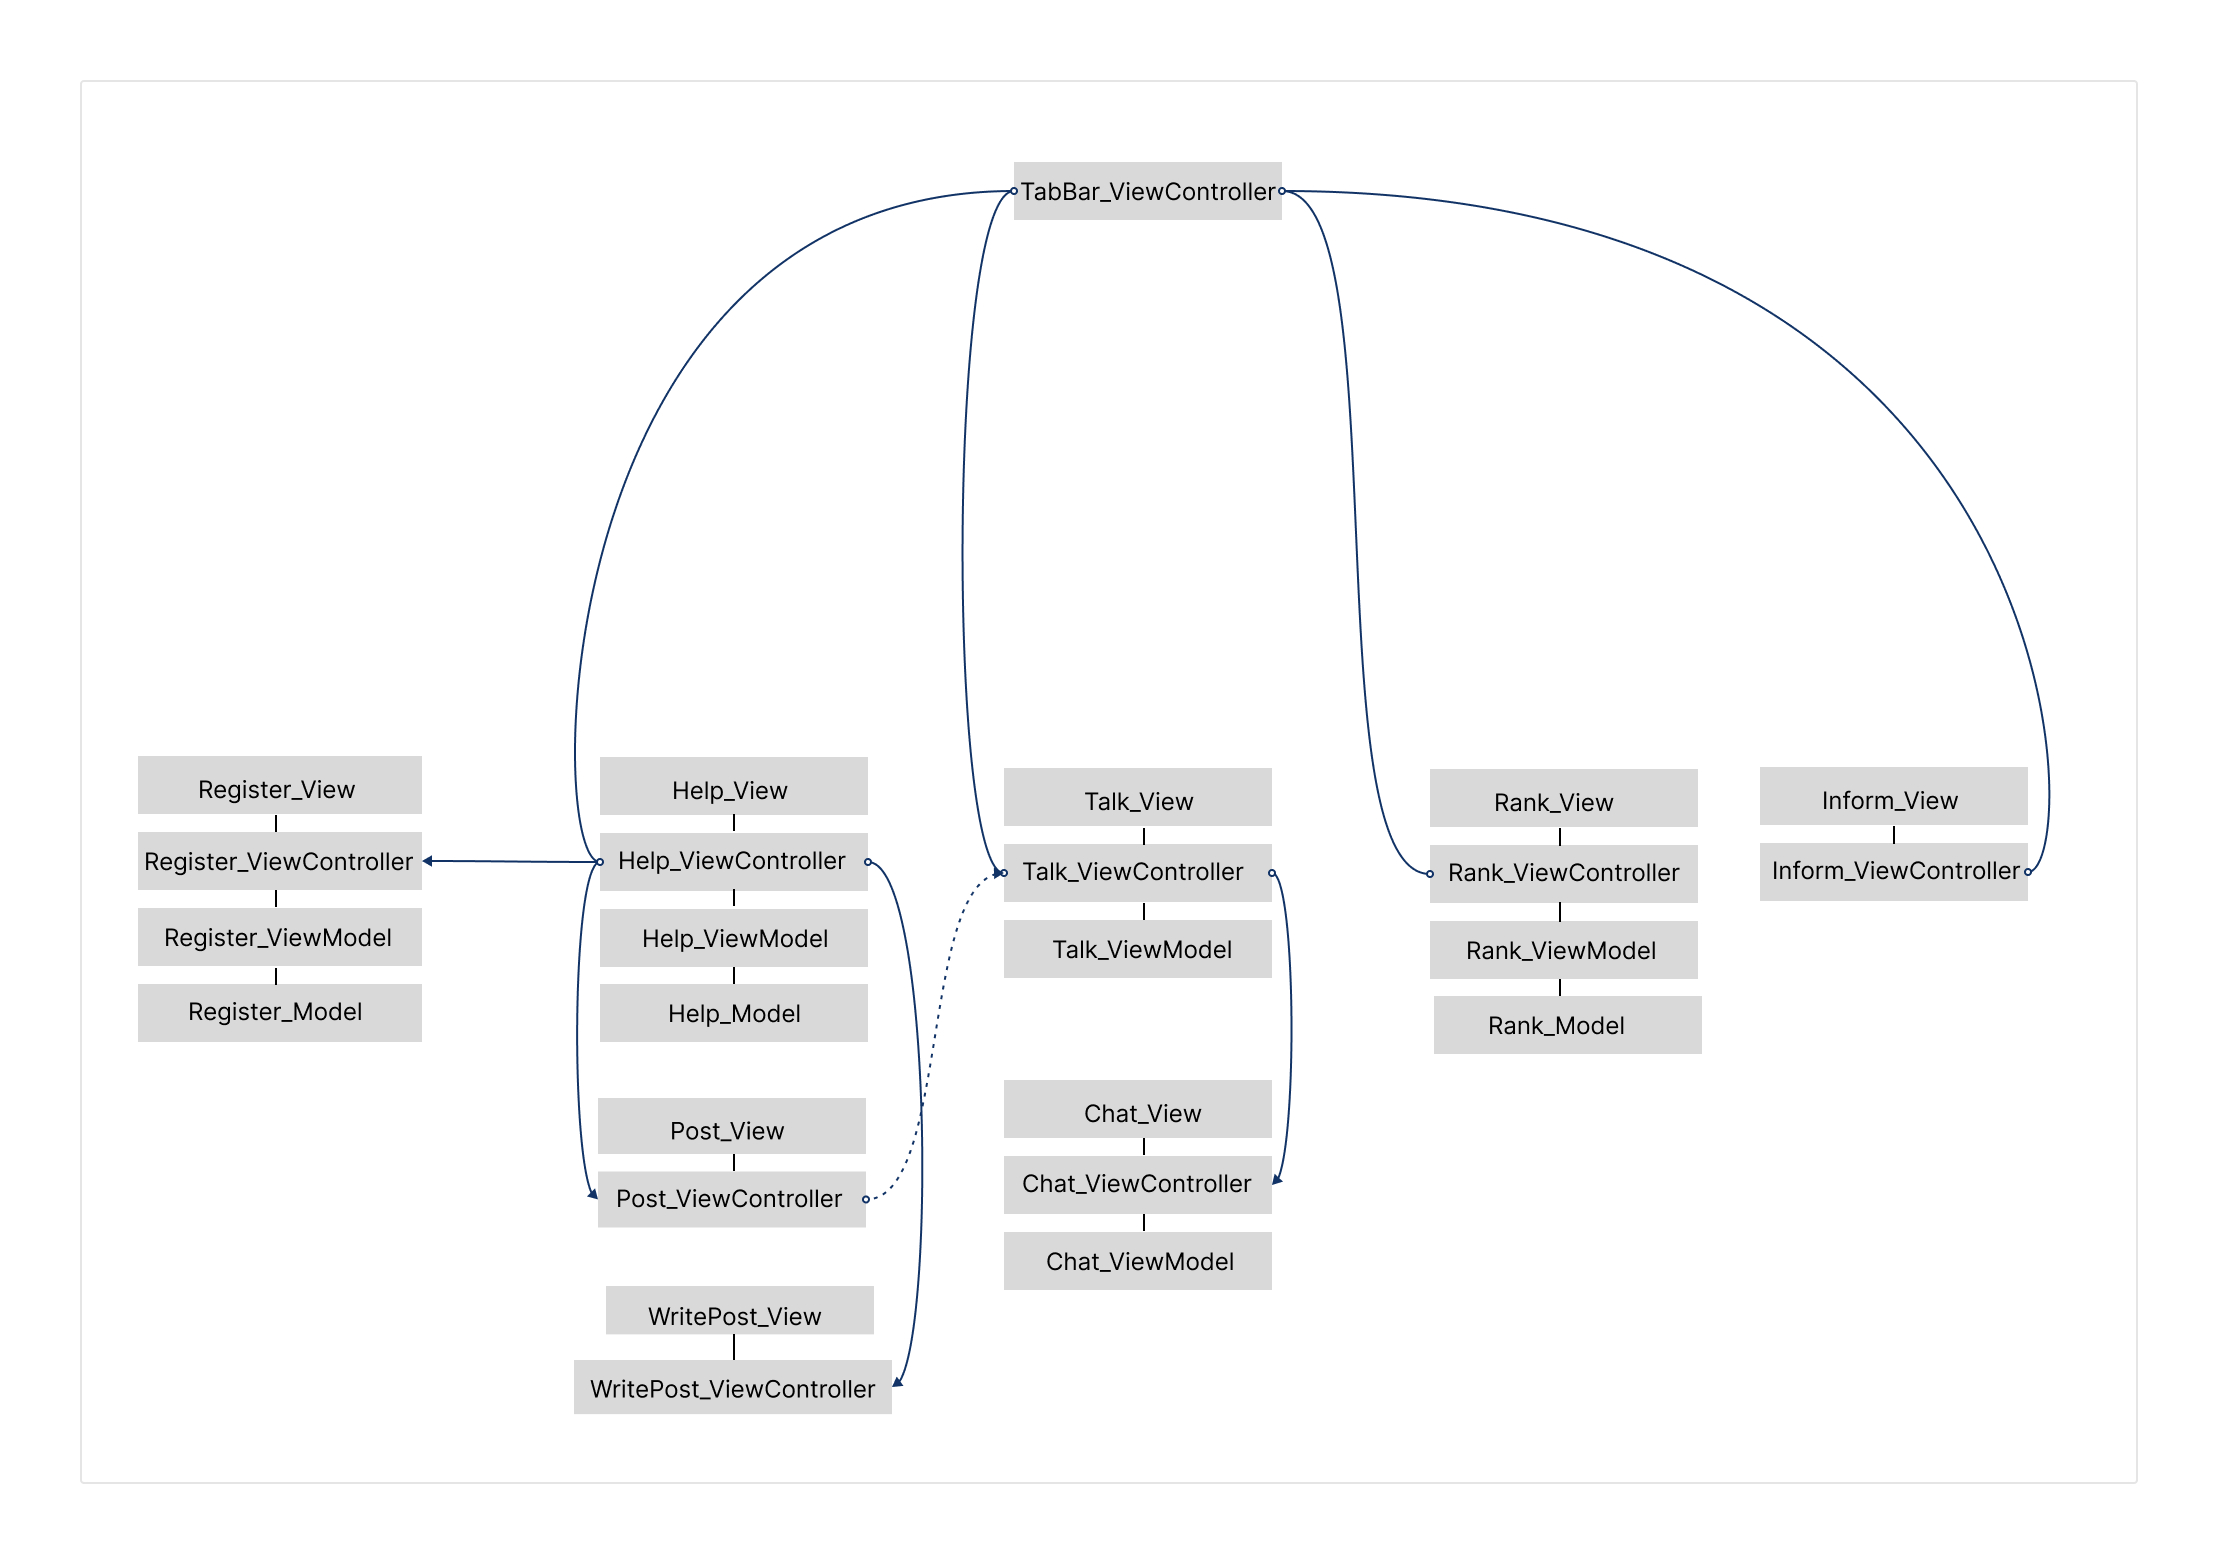 TabBar_ViewController
Register_View
Register_ViewController
Register_ViewModel
Register_Model
Help_View
Help_ViewController
Help_ViewModel
Help_Model
Post_View
Post_ViewController
WritePost_View
WritePost_ViewController
Talk_View
Talk_ViewController
Talk_ViewModel
Chat_View
Chat_ViewController
Chat_ViewModel
Rank_View
Rank_ViewController
Rank_ViewModel
Rank_Model
Inform_View
Inform_ViewController